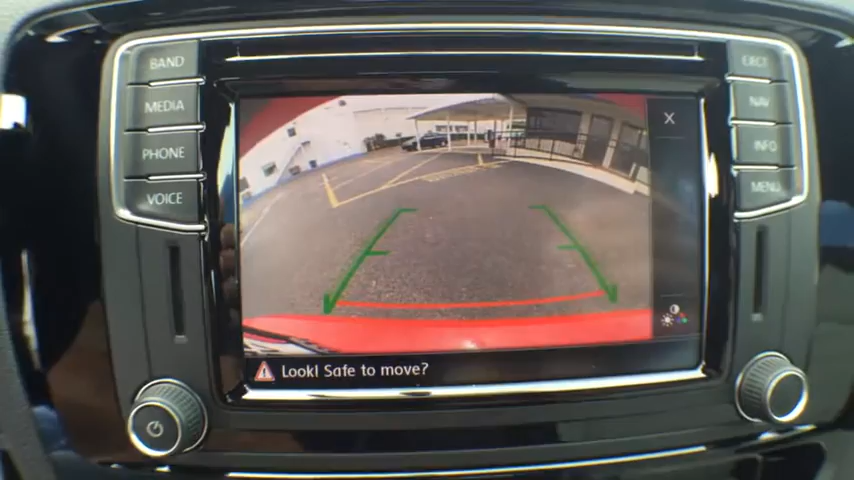 BAND
MEDIA
PHONE
VOICE
EJECT
NAV
INFO
MENU
Look! Safe to move?